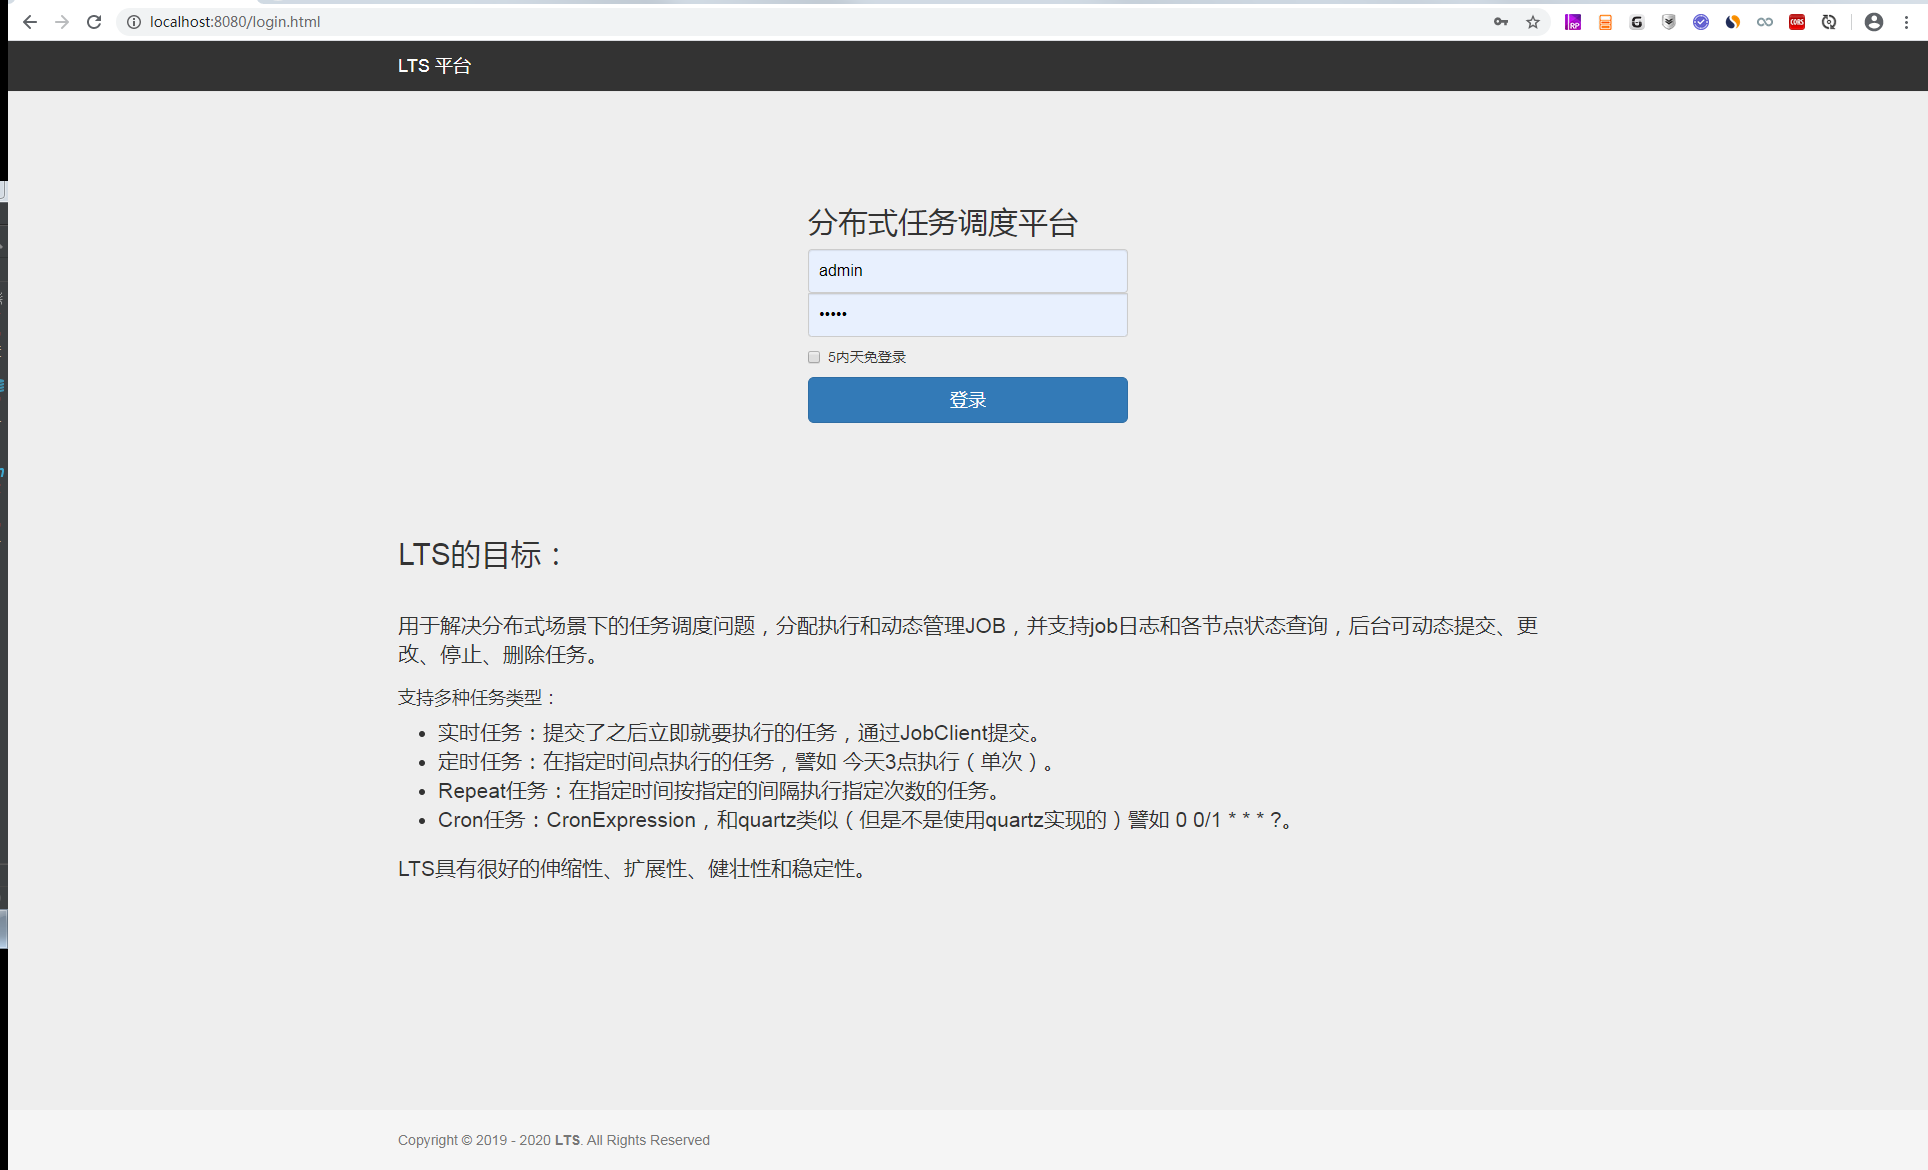 localhost:8080/login.html
LTS 平台
分布式任务调度平台
admin
•••••
5内天免登录
登录
LTS的目标：
用于解决分布式场景下的任务调度问题，分配执行和动态管理JOB，并支持job日志和各节点状态查询，后台可动态提交、更
改、停止、删除任务。
支持多种任务类型：
• 实时任务：提交了之后立即就要执行的任务，通过JobClient提交。
• 定时任务：在指定时间点执行的任务，譬如 今天3点执行（单次）。
• Repeat任务：在指定时间按指定的间隔执行指定次数的任务。
• Cron任务：CronExpression，和quartz类似（但是不是使用quartz实现的）譬如 0 0/1 * * * ?。
LTS具有很好的伸缩性、扩展性、健壮性和稳定性。
Copyright © 2019 - 2020 LTS. All Rights Reserved